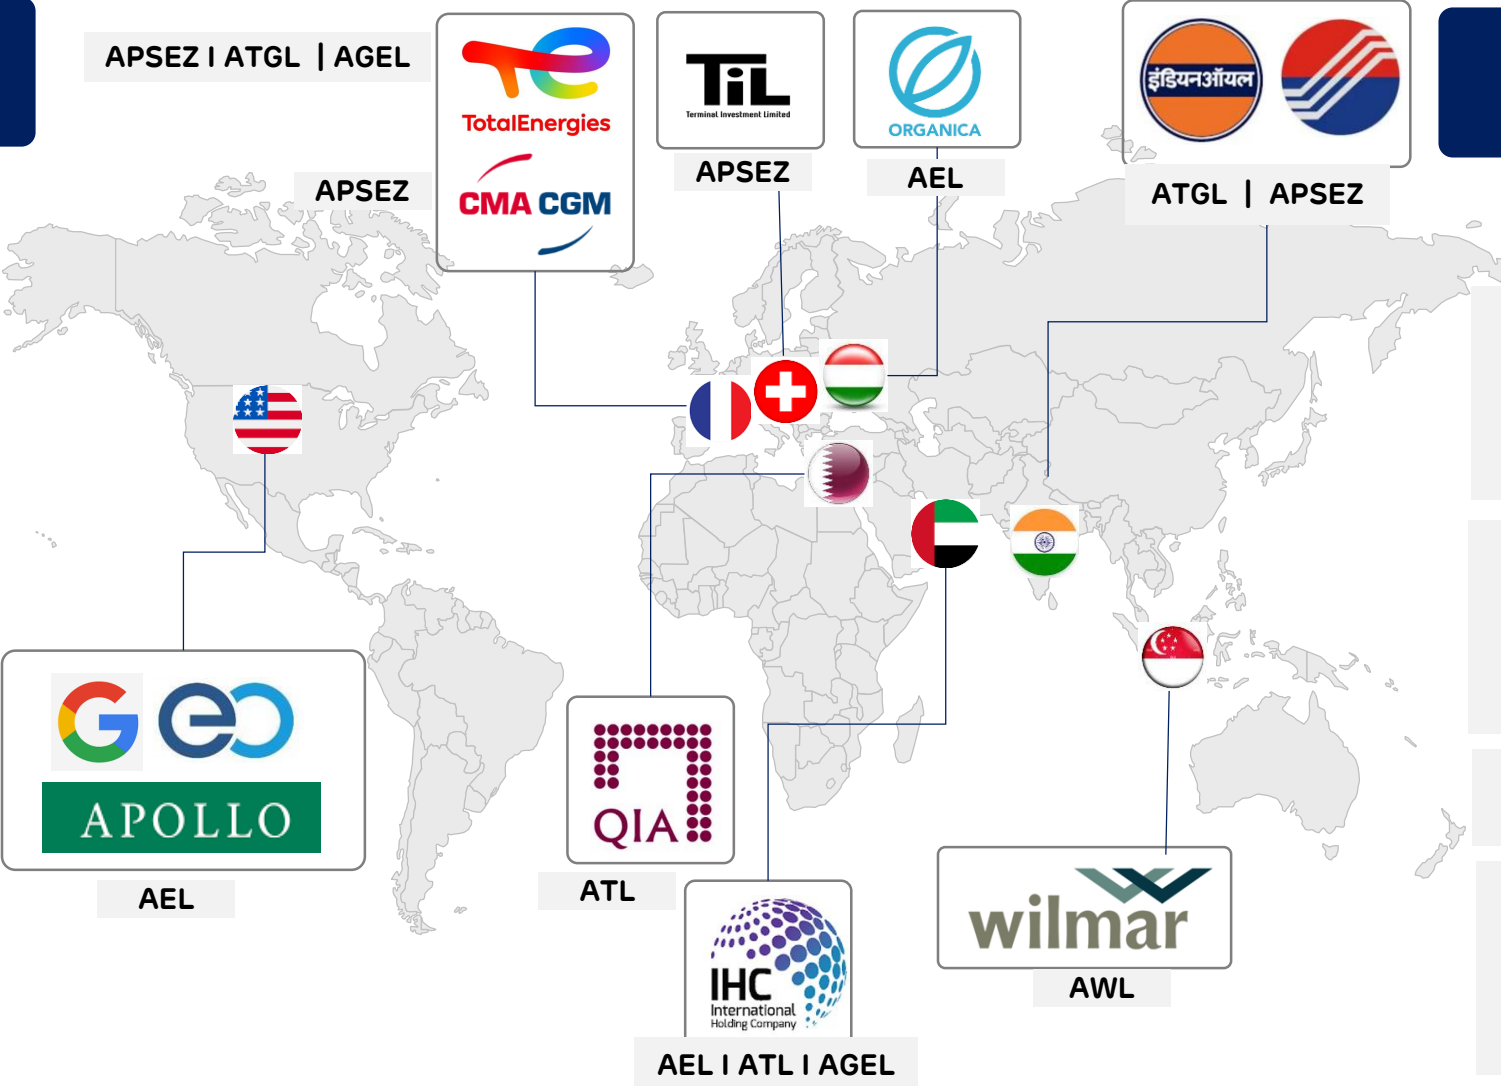 APSEZ I ATGL | AGEL
TotalEnergies
APSEZ
CMA CGM
TiL
Terminal Investment Limited
APSEZ
ORGANICA
AEL
इंडियनऑयल
ATGL | APSEZ
G eo
APOLLO
AEL
QIA
ATL
IHC
International
Holding Company
AEL I ATL I AGEL
wilmar
AWL